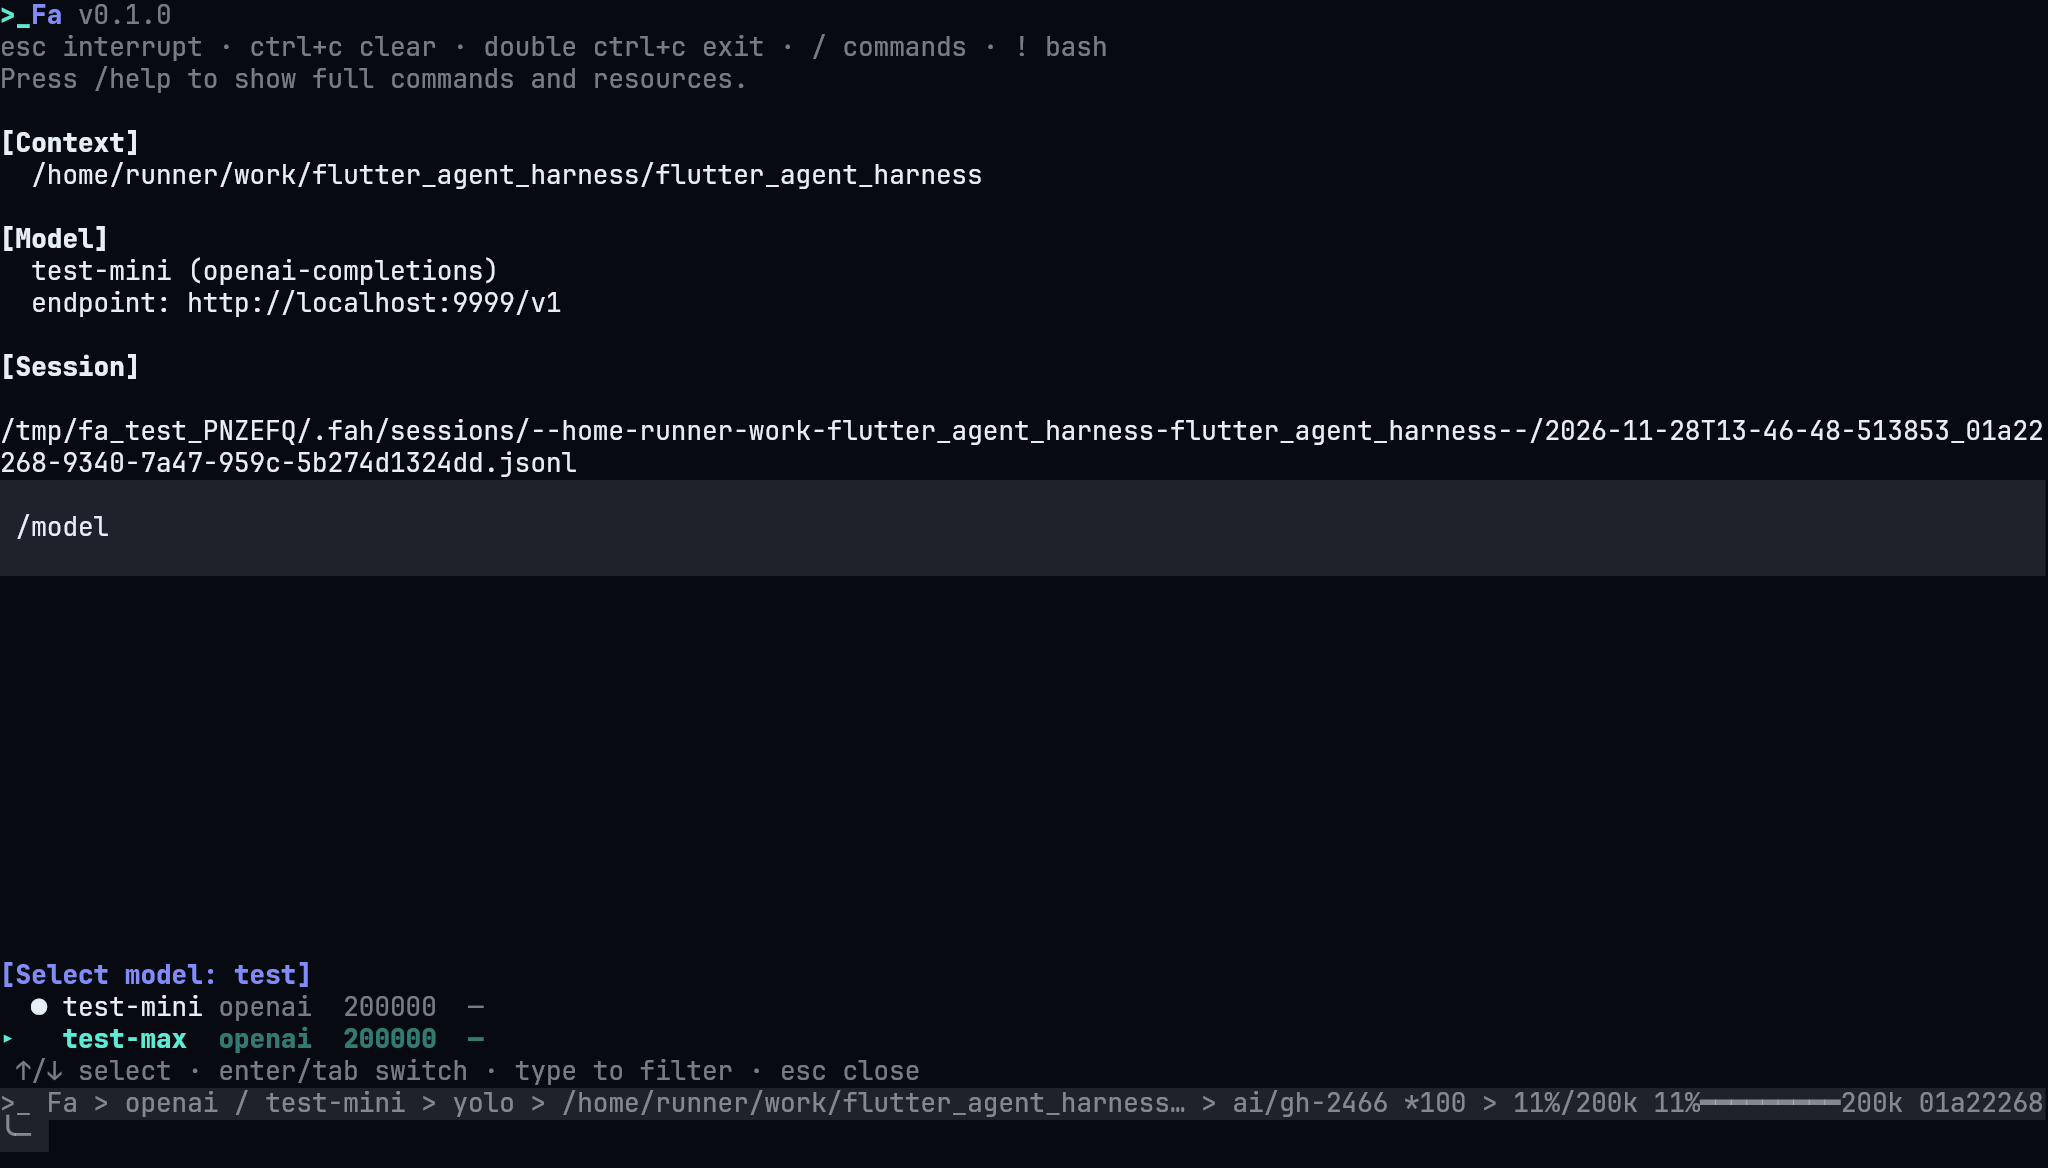 >_Fa v0.1.0
esc interrupt · ctrl+c clear · double ctrl+c exit · / commands · ! bash
Press /help to show full commands and resources.
[Context]
/home/runner/work/flutter_agent_harness/flutter_agent_harness
[Model]
test-mini (openai-completions)
endpoint: http://localhost:9999/v1
[Session]
/tmp/fa_test_PNZEFQ/.fah/sessions/--home-runner-work-flutter_agent_harness-flutter_agent_harness--/2026-11-28T13-46-48-513853_01a22
268-9340-7a47-959c-5b274d1324dd.jsonl
/model
[Select model: test]
● test-mini openai  200000  —
▸   test-max  openai  200000  —
↑/↓ select · enter/tab switch · type to filter · esc close
>_ Fa > openai / test-mini > yolo > /home/runner/work/flutter_agent_harness… > ai/gh-2466 *100 > 11%/200k 11%━━━━━━━━━200k 01a22268
╰─